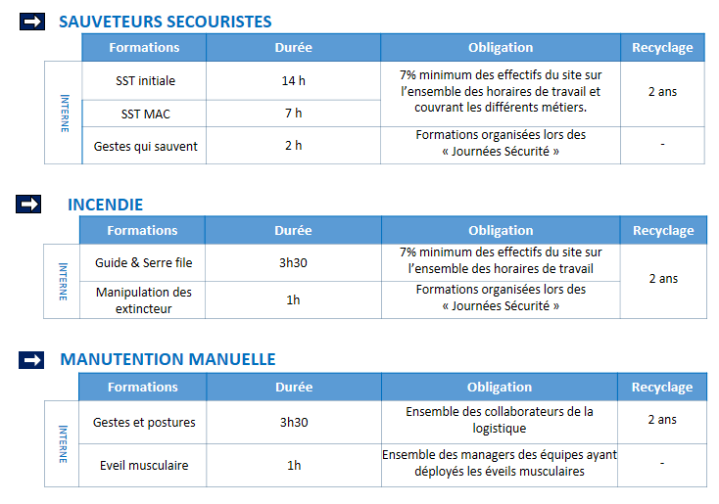 SAUVETEURS SECOURISTES
Formations Durée Obligation Recyclage
INTERNE
SST initiale 14 h
7% minimum des effectifs du site sur
l'ensemble des horaires de travail et
couvrant les différents métiers.
2 ans
SST MAC 7 h
Gestes qui sauvent 2 h
Formations organisées lors des
« Journées Sécurité »
-
INCENDIE
Formations Durée Obligation Recyclage
INTERNE
Guide & Serre file 3h30
7% minimum des effectifs du site sur
l'ensemble des horaires de travail
2 ans
Manipulation des
extincteur
1h
Formations organisées lors des
« Journées Sécurité »
MANUTENTION MANUELLE
Formations Durée Obligation Recyclage
INTERNE
Gestes et postures 3h30
Ensemble des collaborateurs de la
logistique
2 ans
Eveil musculaire 1h
Ensemble des managers des équipes ayant
déployés les éveils musculaires
-